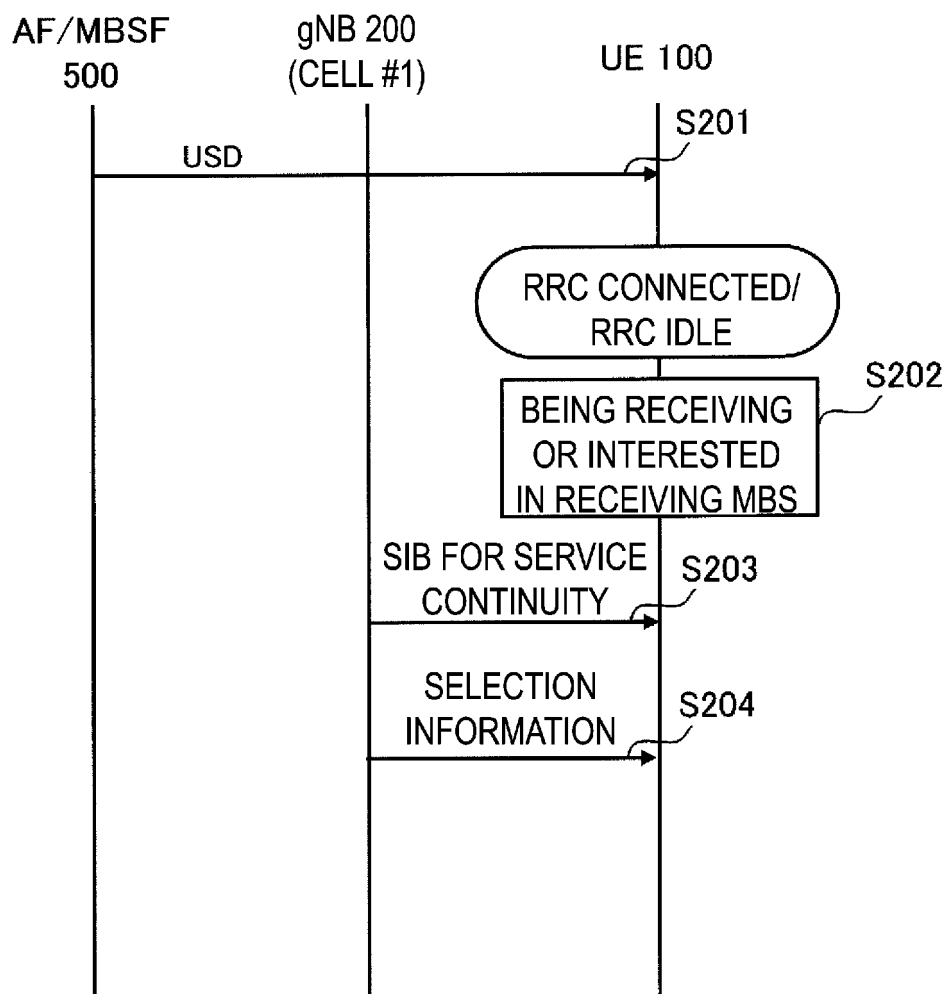 AF/MBSF
500
gNB 200
(CELL #1)
UE 100
USD
S201
RRC CONNECTED/
RRC IDLE
S202
BEING RECEIVING
OR INTERESTED
IN RECEIVING MBS
SIB FOR SERVICE
CONTINUITY
S203
SELECTION
INFORMATION
S204